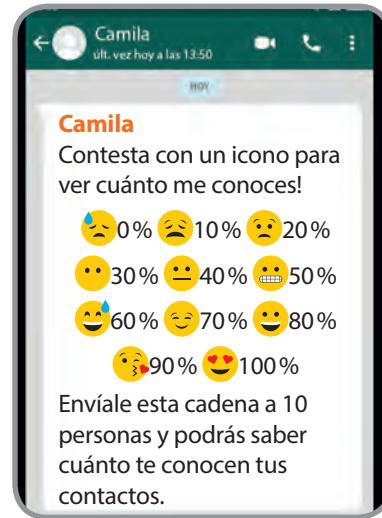 Camila
últ. vez hoy a las 13:50
HOY
Camila
Contesta con un icono para
ver cuánto me conoces!
0% 10% 20%
30% 40% 50%
60% 70% 80%
90% 100%
Envíale esta cadena a 10
personas y podrás saber
cuánto te conocen tus
contactos.